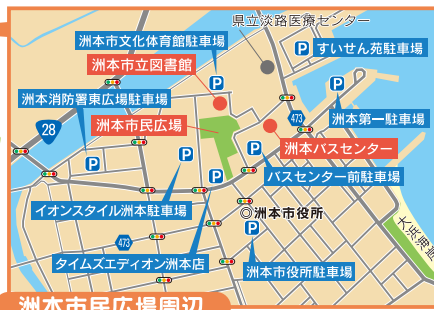 県立淡路医療センター
洲本市文化体育館駐車場
P
すいせん苑駐車場
洲本市立図書館
P
P
洲本消防署東広場駐車場
473
洲本第一駐車場
洲本市民広場
28
洲本バスセンター
P
P
P
P
バスセンター前駐車場
イオンスタイル洲本駐車場
◎洲本市役所
P
大浜海
473
タイムズエディオン洲本店
洲本市役所駐車場
洲本市民広場周辺